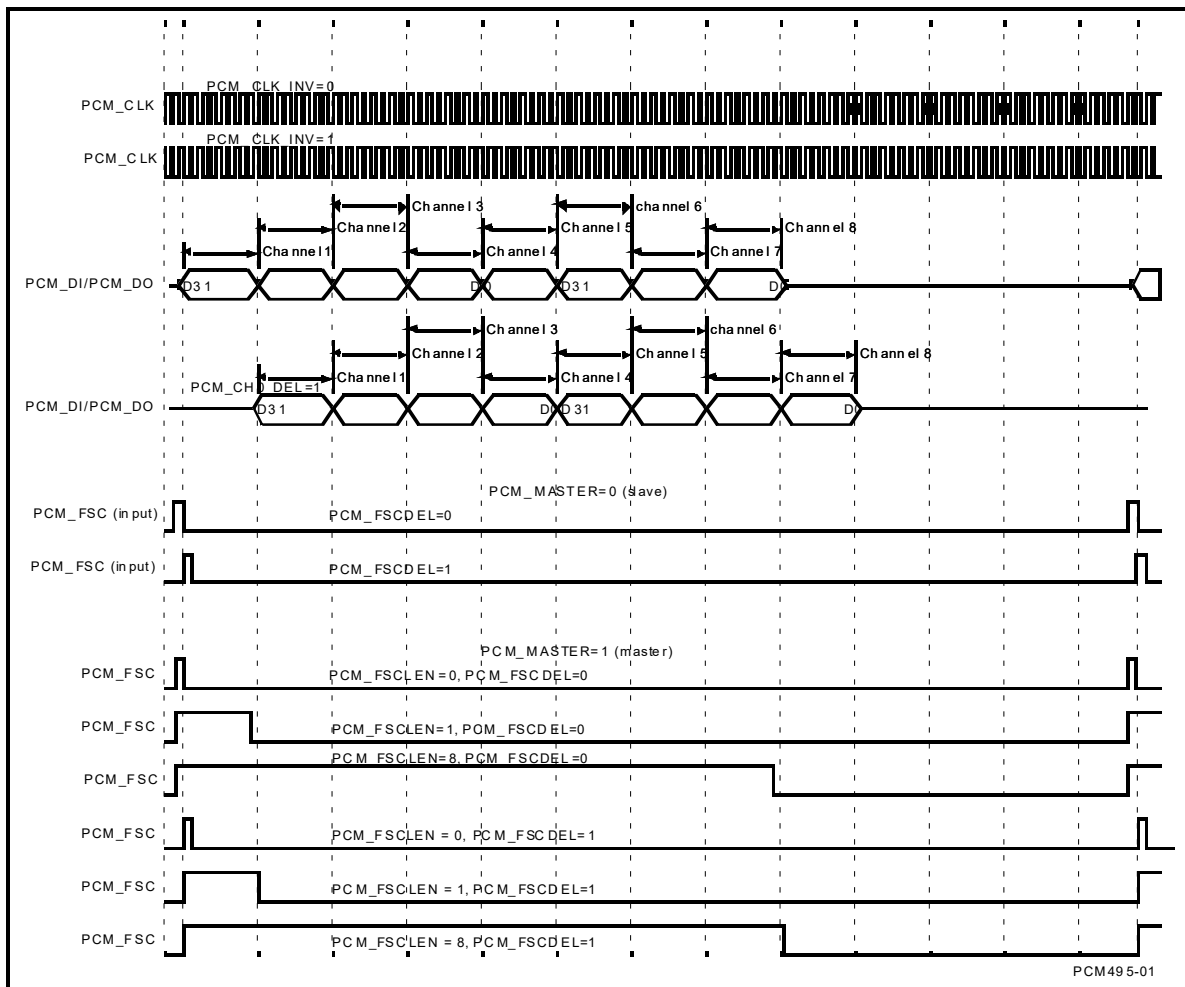 PCM_CLK_INV=0
PCM_CLK
PCM_CLK_INV=1
PCM_CLK
Channel 3
channel 6
Channel 2
Channel 5
Channel 8
Channel 1
Channel 4
Channel 7
PCM_DI/PCM_DO
D31
D0
D31
D0
Channel 3
channel 6
Channel 2
Channel 5
Channel 8
PCM_CH0_DEL=1
Channel 1
Channel 4
Channel 7
PCM_DI/PCM_DO
D31
D0
D31
D0
PCM_MASTER=0 (slave)
PCM_FSC (input)
PCM_FSCDEL=0
PCM_FSC (input)
PCM_FSCDEL=1
PCM_MASTER=1 (master)
PCM_FSC
PCM_FSCLEN=0, PCM_FSCDEL=0
PCM_FSC
PCM_FSCLEN=1, PCM_FSCDEL=0
PCM_FSCLEN=8, PCM_FSCDEL=0
PCM_FSC
PCM_FSC
PCM_FSCLEN = 0, PCM_FSCDEL=1
PCM_FSC
PCM_FSCLEN = 1, PCM_FSCDEL=1
PCM_FSC
PCM_FSCLEN = 8, PCM_FSCDEL=1
PCM495-01